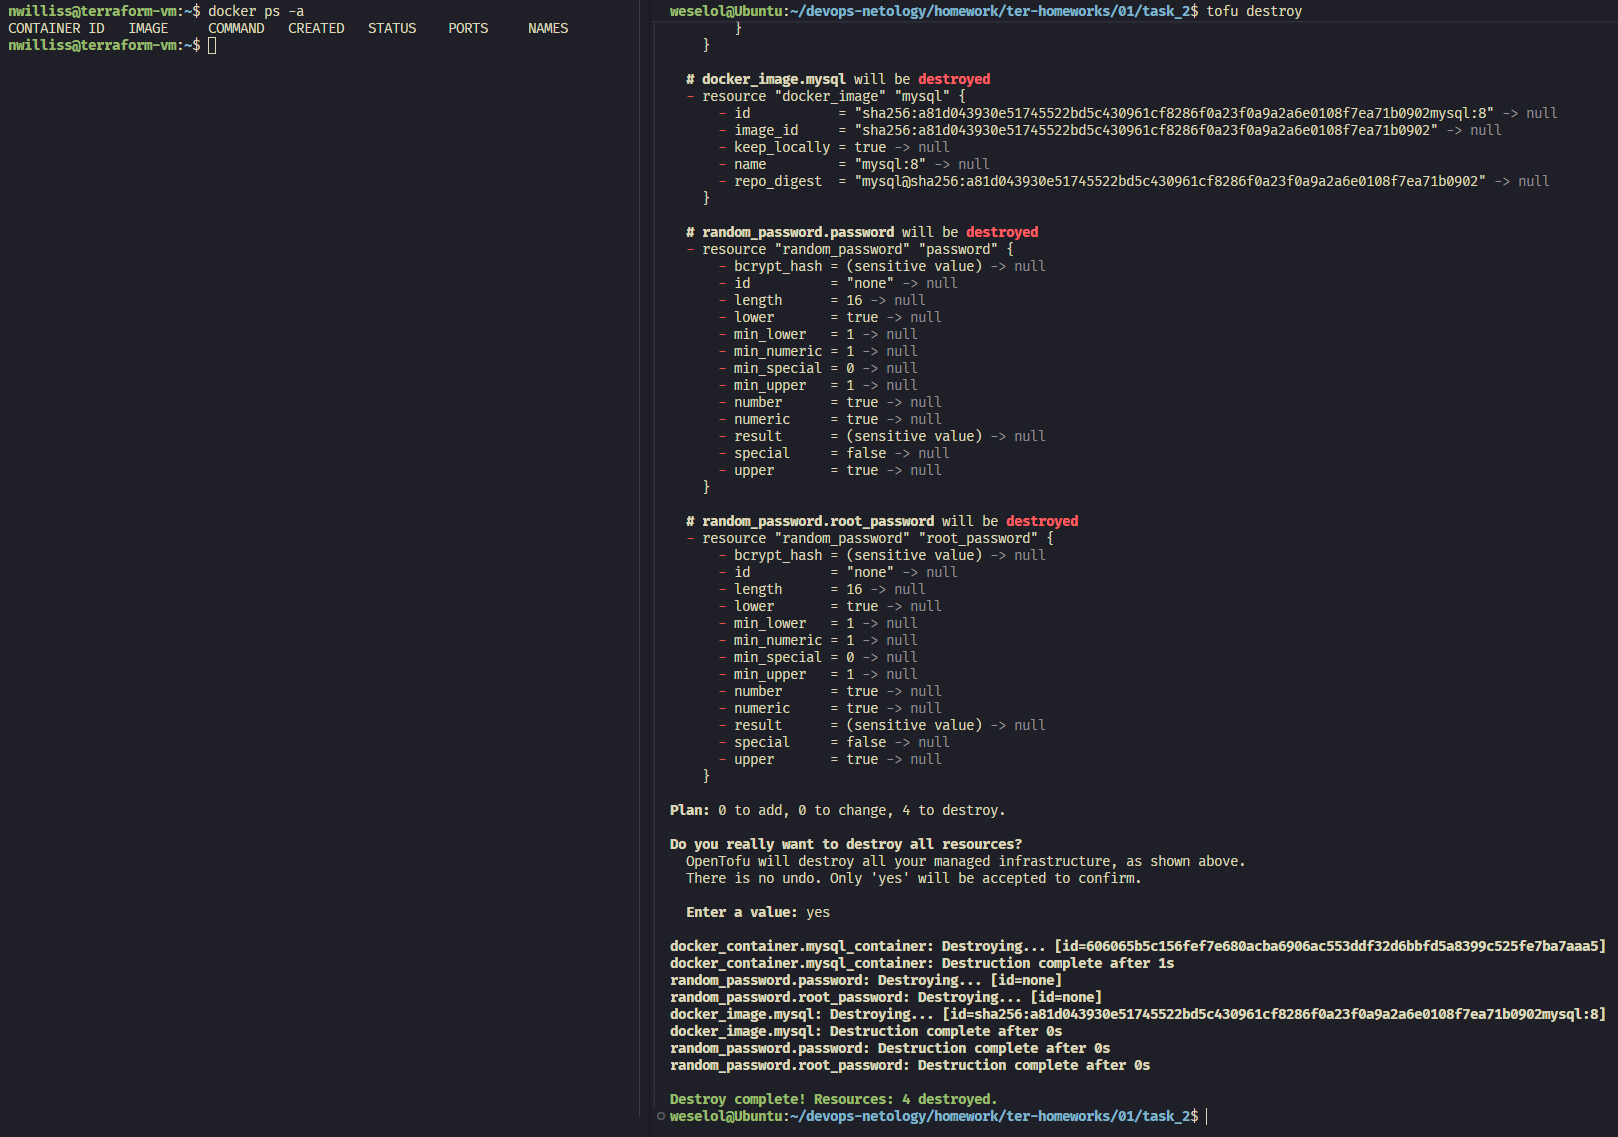 nwilliss@terraform-vm:~$ docker ps -a
CONTAINER ID   IMAGE     COMMAND   CREATED   STATUS    PORTS     NAMES
nwilliss@terraform-vm:~$
weselol@Ubuntu:~/devops-netology/homework/ter-homeworks/01/task_2$ tofu destroy
        }
    }

  # docker_image.mysql will be destroyed
  - resource "docker_image" "mysql" {
      - id           = "sha256:a81d043930e51745522bd5c430961cf8286f0a23f0a9a2a6e0108f7ea71b0902mysql:8" -> null
      - image_id     = "sha256:a81d043930e51745522bd5c430961cf8286f0a23f0a9a2a6e0108f7ea71b0902" -> null
      - keep_locally = true -> null
      - name         = "mysql:8" -> null
      - repo_digest  = "mysql@sha256:a81d043930e51745522bd5c430961cf8286f0a23f0a9a2a6e0108f7ea71b0902" -> null
    }

  # random_password.password will be destroyed
  - resource "random_password" "password" {
      - bcrypt_hash = (sensitive value) -> null
      - id          = "none" -> null
      - length      = 16 -> null
      - lower       = true -> null
      - min_lower   = 1 -> null
      - min_numeric = 1 -> null
      - min_special = 0 -> null
      - min_upper   = 1 -> null
      - number      = true -> null
      - numeric     = true -> null
      - result      = (sensitive value) -> null
      - special     = false -> null
      - upper       = true -> null
    }

  # random_password.root_password will be destroyed
  - resource "random_password" "root_password" {
      - bcrypt_hash = (sensitive value) -> null
      - id          = "none" -> null
      - length      = 16 -> null
      - lower       = true -> null
      - min_lower   = 1 -> null
      - min_numeric = 1 -> null
      - min_special = 0 -> null
      - min_upper   = 1 -> null
      - number      = true -> null
      - numeric     = true -> null
      - result      = (sensitive value) -> null
      - special     = false -> null
      - upper       = true -> null
    }

Plan: 0 to add, 0 to change, 4 to destroy.

Do you really want to destroy all resources?
  OpenTofu will destroy all your managed infrastructure, as shown above.
  There is no undo. Only 'yes' will be accepted to confirm.

  Enter a value: yes

docker_container.mysql_container: Destroying... [id=606065b5c156fef7e680acba6906ac553ddf32d6bbfd5a8399c525fe7ba7aaa5]
docker_container.mysql_container: Destruction complete after 1s
random_password.password: Destroying... [id=none]
random_password.root_password: Destroying... [id=none]
docker_image.mysql: Destroying... [id=sha256:a81d043930e51745522bd5c430961cf8286f0a23f0a9a2a6e0108f7ea71b0902mysql:8]
docker_image.mysql: Destruction complete after 0s
random_password.password: Destruction complete after 0s
random_password.root_password: Destruction complete after 0s

Destroy complete! Resources: 4 destroyed.
weselol@Ubuntu:~/devops-netology/homework/ter-homeworks/01/task_2$